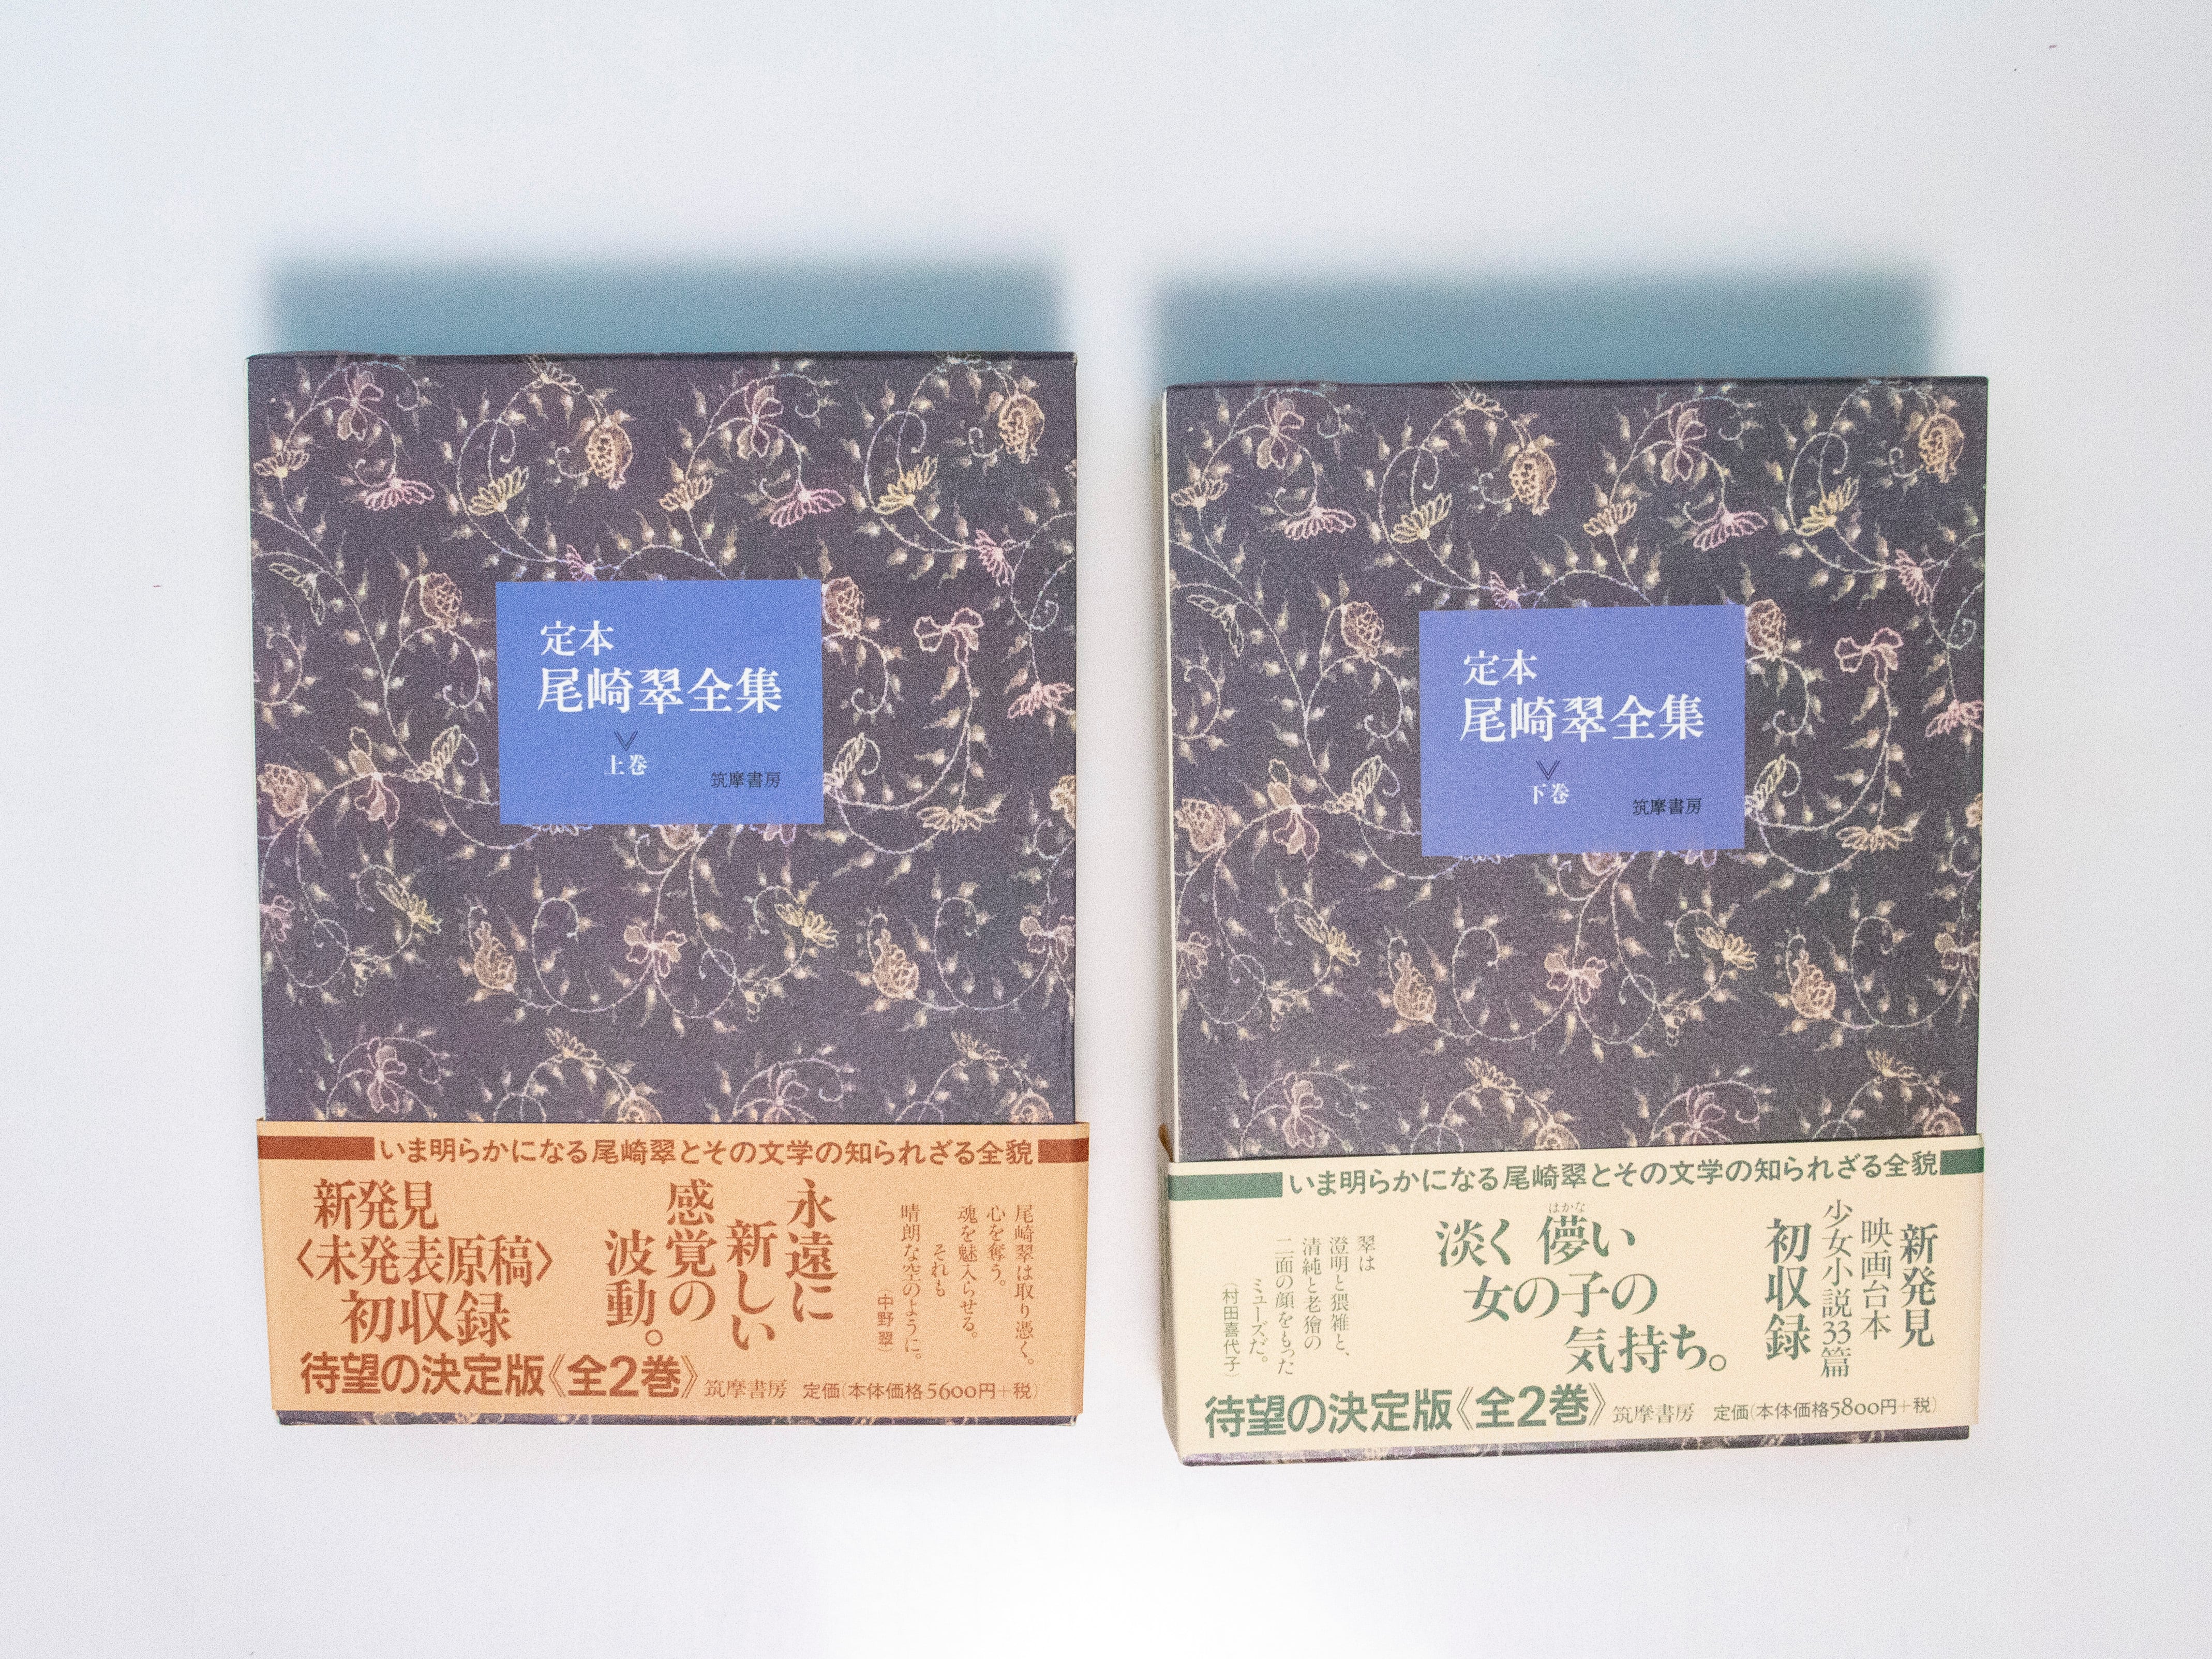 定本
尾崎翠全集
上巻
筑摩書房
いま明らかになる尾崎翠とその文学の知られざる全貌
尾崎翠は取り憑く。
心を奪う。
魂を魅入らせる。
それも
晴朗な空のように。
(中野 翠)
永遠に
新しい
感覚の
波動。
新発見
〈未発表原稿〉
初収録
待望の決定版《全2巻》筑摩書房 定価(本体価格5600円+税)
定本
尾崎翠全集
下巻
筑摩書房
いま明らかになる尾崎翠とその文学の知られざる全貌
新発見
映画台本
少女小説33篇
初収録
はかな
淡く儚い
女の子の
気持ち。
翠は
澄明と猥雑と、
清純と老獪の
二面の顔をもった
ミューズだ。
(村田喜代子)
待望の決定版《全2巻》筑摩書房 定価(本体価格5800円+税)